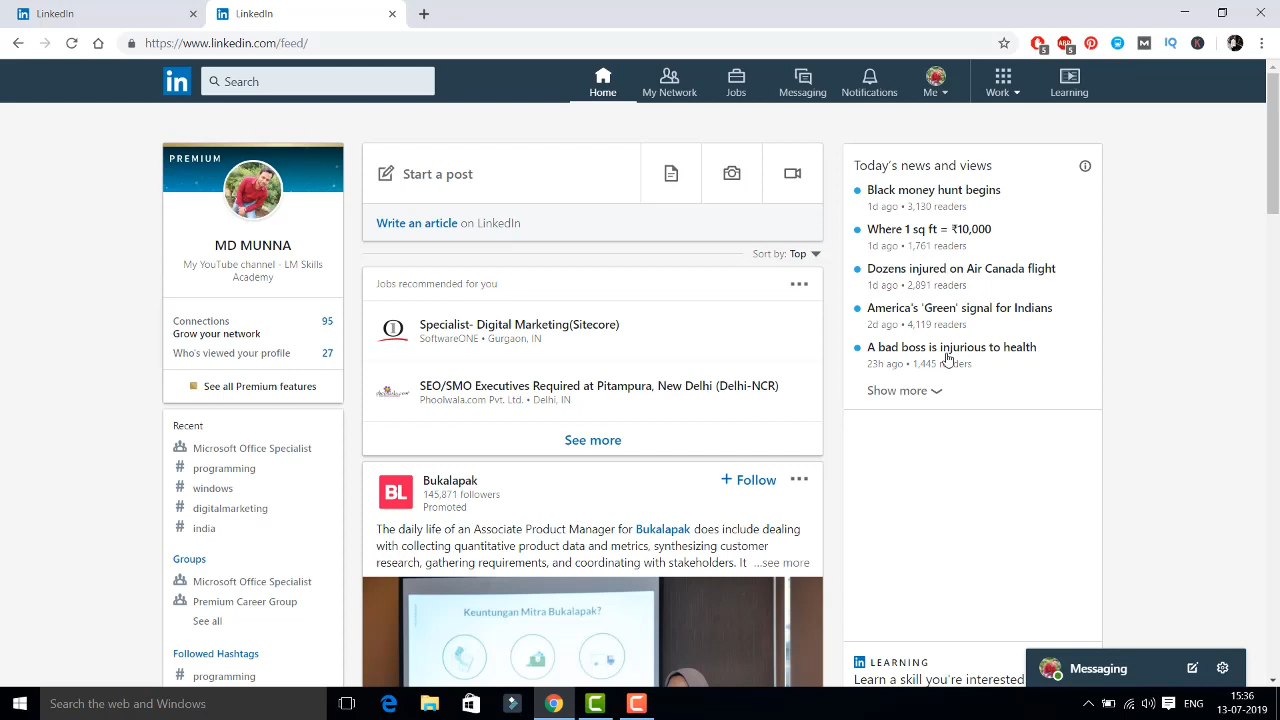 LinkedIn
LinkedIn
https://www.linkedin.com/feed/
5
5
M
IQ
K
in
Search
Home
My Network
Jobs
Messaging
Notifications
Me
Work
Learning
PREMIUM
MD MUNNA
My YouTube channel - LM Skills
Academy
Connections 95
Grow your network
Who's viewed your profile 27
See all Premium features
Recent
Microsoft Office Specialist
# programming
# windows
# digitalmarketing
# india
Groups
Microsoft Office Specialist
Premium Career Group
See all
Followed Hashtags
# programming
Start a post
Write an article on LinkedIn
Sort by: Top
Jobs recommended for you
Specialist- Digital Marketing(Sitecore)
SoftwareONE • Gurgaon, IN
SEO/SMO Executives Required at Pitampura, New Delhi (Delhi-NCR)
Phoolwala.com Pvt. Ltd. • Delhi, IN
See more
BL
Bukalapak
145,871 followers
Promoted
+ Follow
The daily life of an Associate Product Manager for Bukalapak does include dealing
with collecting quantitative product data and metrics, synthesizing customer
research, gathering requirements, and coordinating with stakeholders. It ...see more
Keuntungan Mitra Bukalapak?
Today's news and views
Black money hunt begins
1d ago • 3,130 readers
Where 1 sq ft = ₹10,000
1d ago • 1,761 readers
Dozens injured on Air Canada flight
1d ago • 2,891 readers
America's 'Green' signal for Indians
2d ago • 4,119 readers
A bad boss is injurious to health
23h ago • 1,445 readers
Show more
in LEARNING
Learn a skill you're interested
Messaging
Search the web and Windows
ENG
15:36
13-07-2019